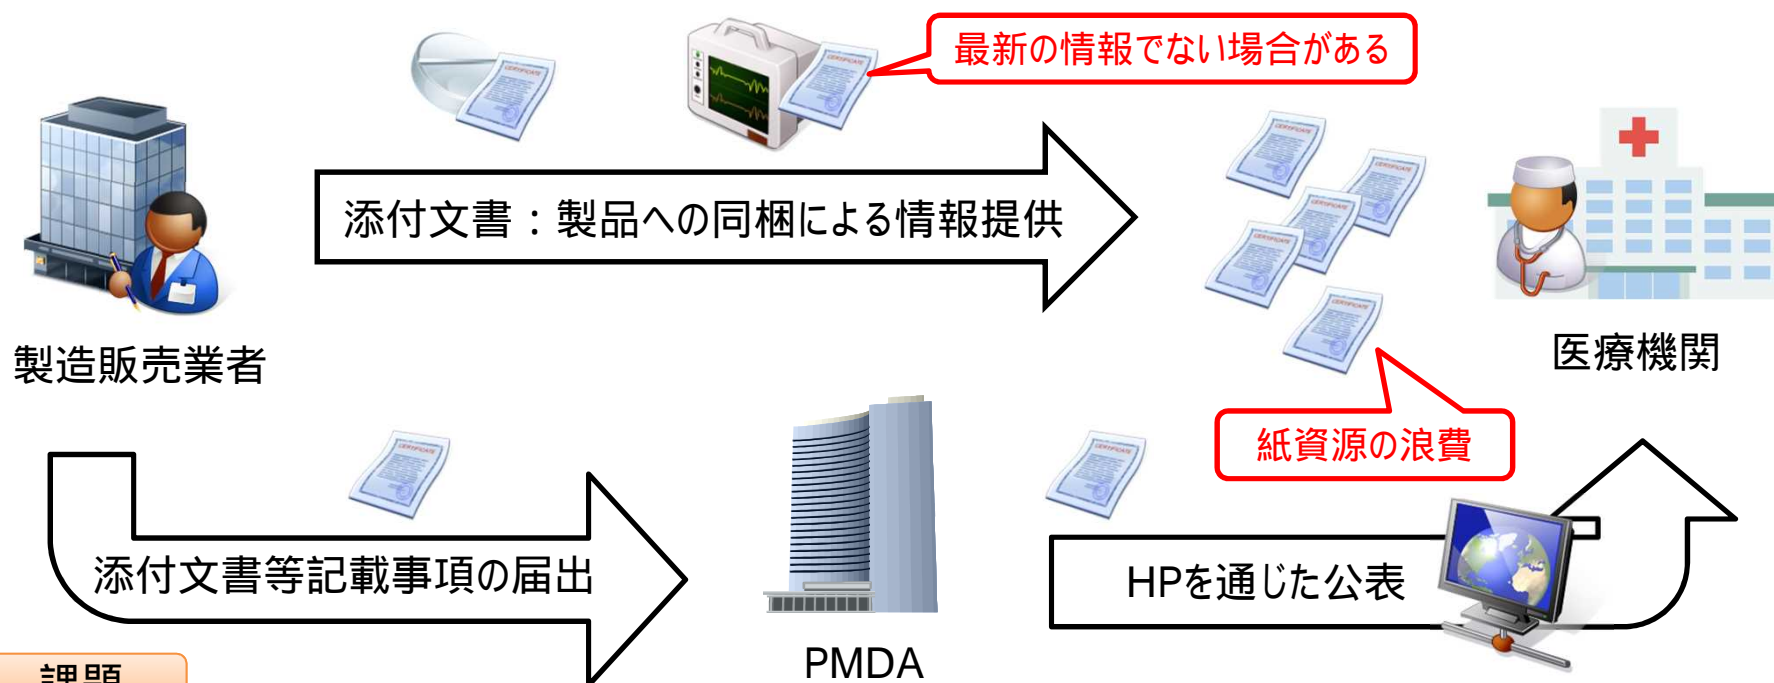 最新の情報でない場合がある
添付文書：製品への同梱による情報提供
製造販売業者
医療機関
紙資源の浪費
添付文書等記載事項の届出
HPを通じた公表
PMDA
課題